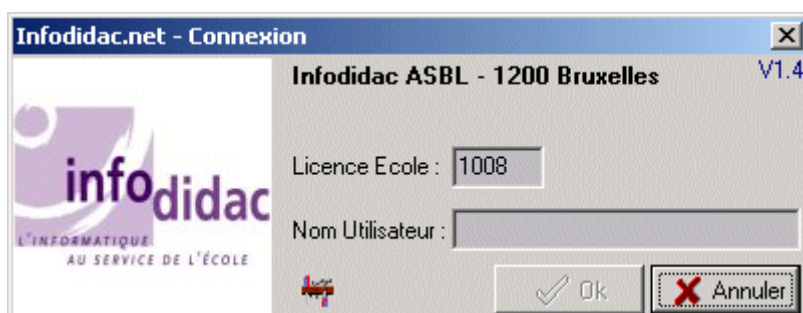 Infodidac.net - Connexion
Infodidac ASBL - 1200 Bruxelles
V1.4
Licence Ecole : 1008
infodidac
L'INFORMATIQUE
AU SERVICE DE L'ÉCOLE
Nom Utilisateur :
Ok
Annuler